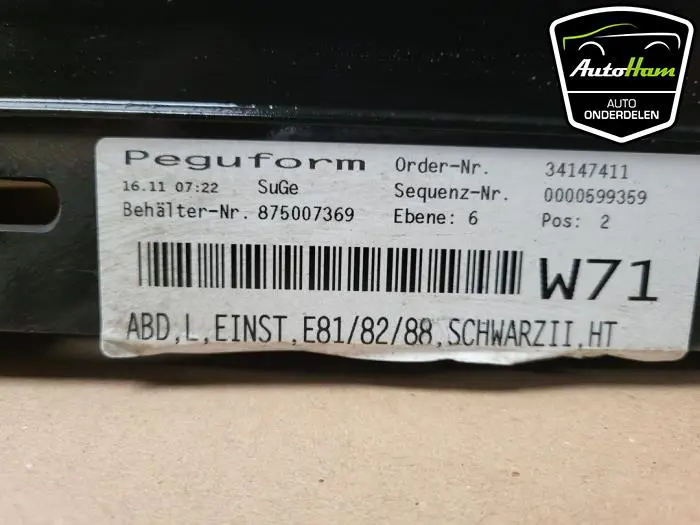 AutoHam
AUTO
ONDERDELEN
Peguform Order-Nr. 34147411
16.11 07:22 SuGe Sequenz-Nr. 0000599359
Behälter-Nr. 875007369 Ebene: 6 Pos: 2
W71
ABD,L,EINST,E81/82/88,SCHWARZII,HT